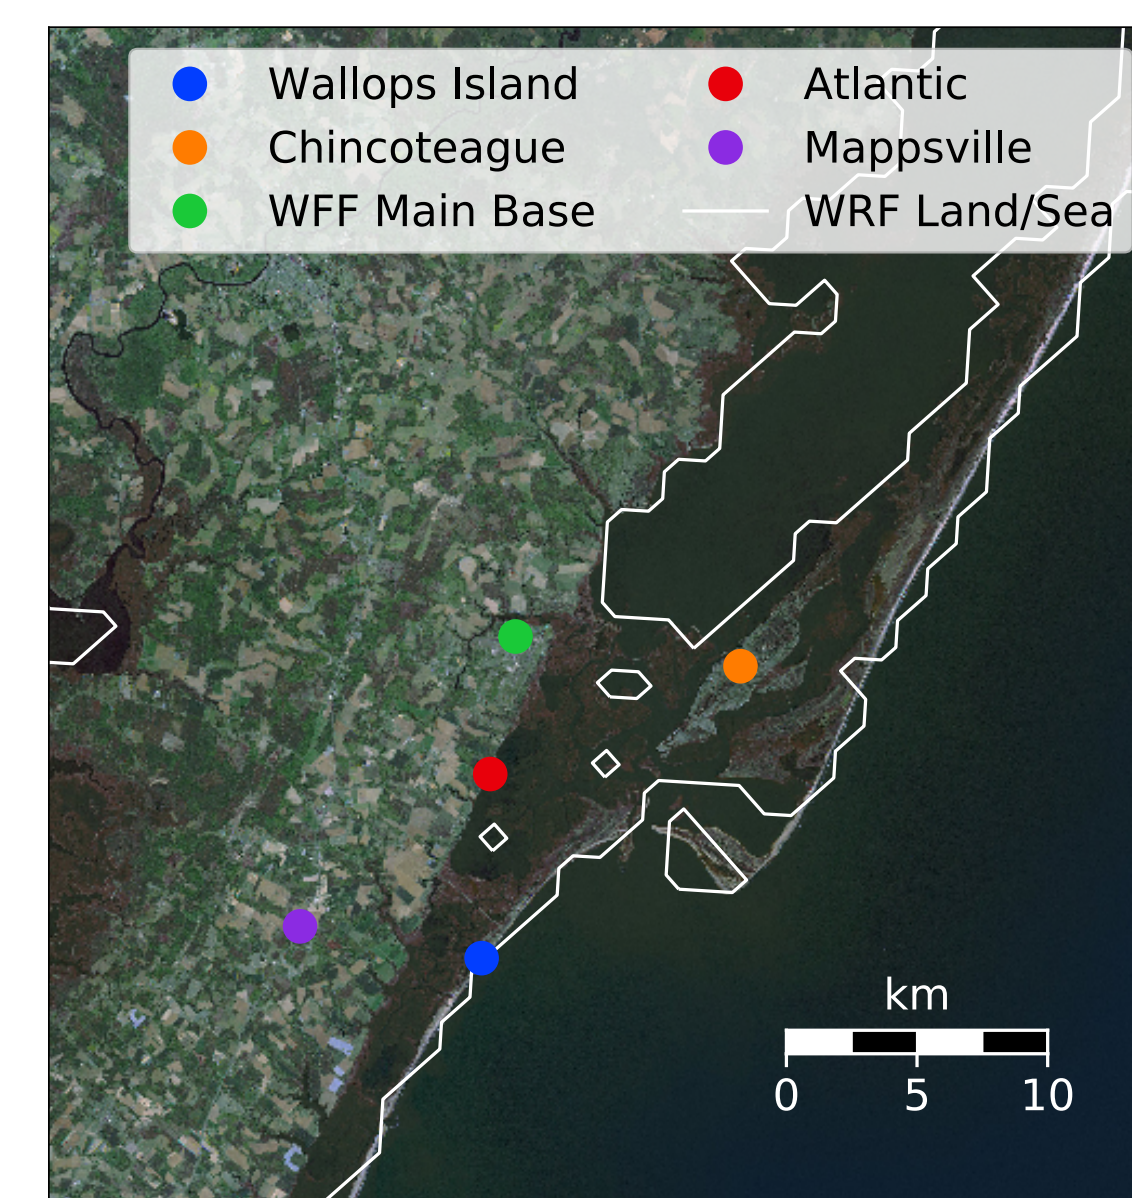 Wallops Island Atlantic
Chincoteague Mappsville
WFF Main Base WRF Land/Sea
km
0 5 10